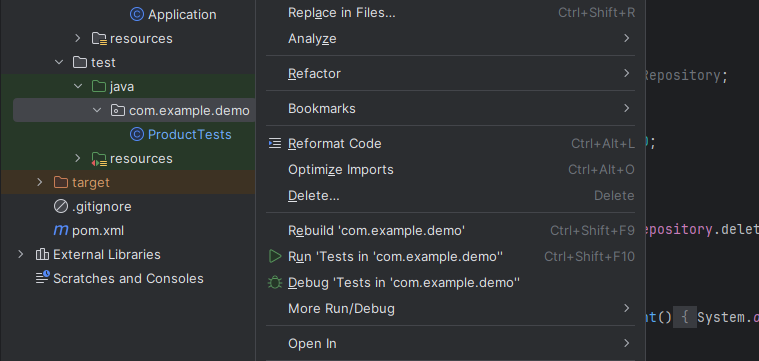 Application
resources
test
java
com.example.demo
ProductTests
resources
target
.gitignore
pom.xml
External Libraries
Scratches and Consoles
Replace in Files... Ctrl+Shift+R
Analyze
Refactor
Bookmarks
Reformat Code Ctrl+Alt+L
Optimize Imports Ctrl+Alt+O
Delete... Delete
Rebuild 'com.example.demo' Ctrl+Shift+F9
Run 'Tests in 'com.example.demo'' Ctrl+Shift+F10
Debug 'Tests in 'com.example.demo''
More Run/Debug
Open In
Repository;
;
epository.delet
t() { System.